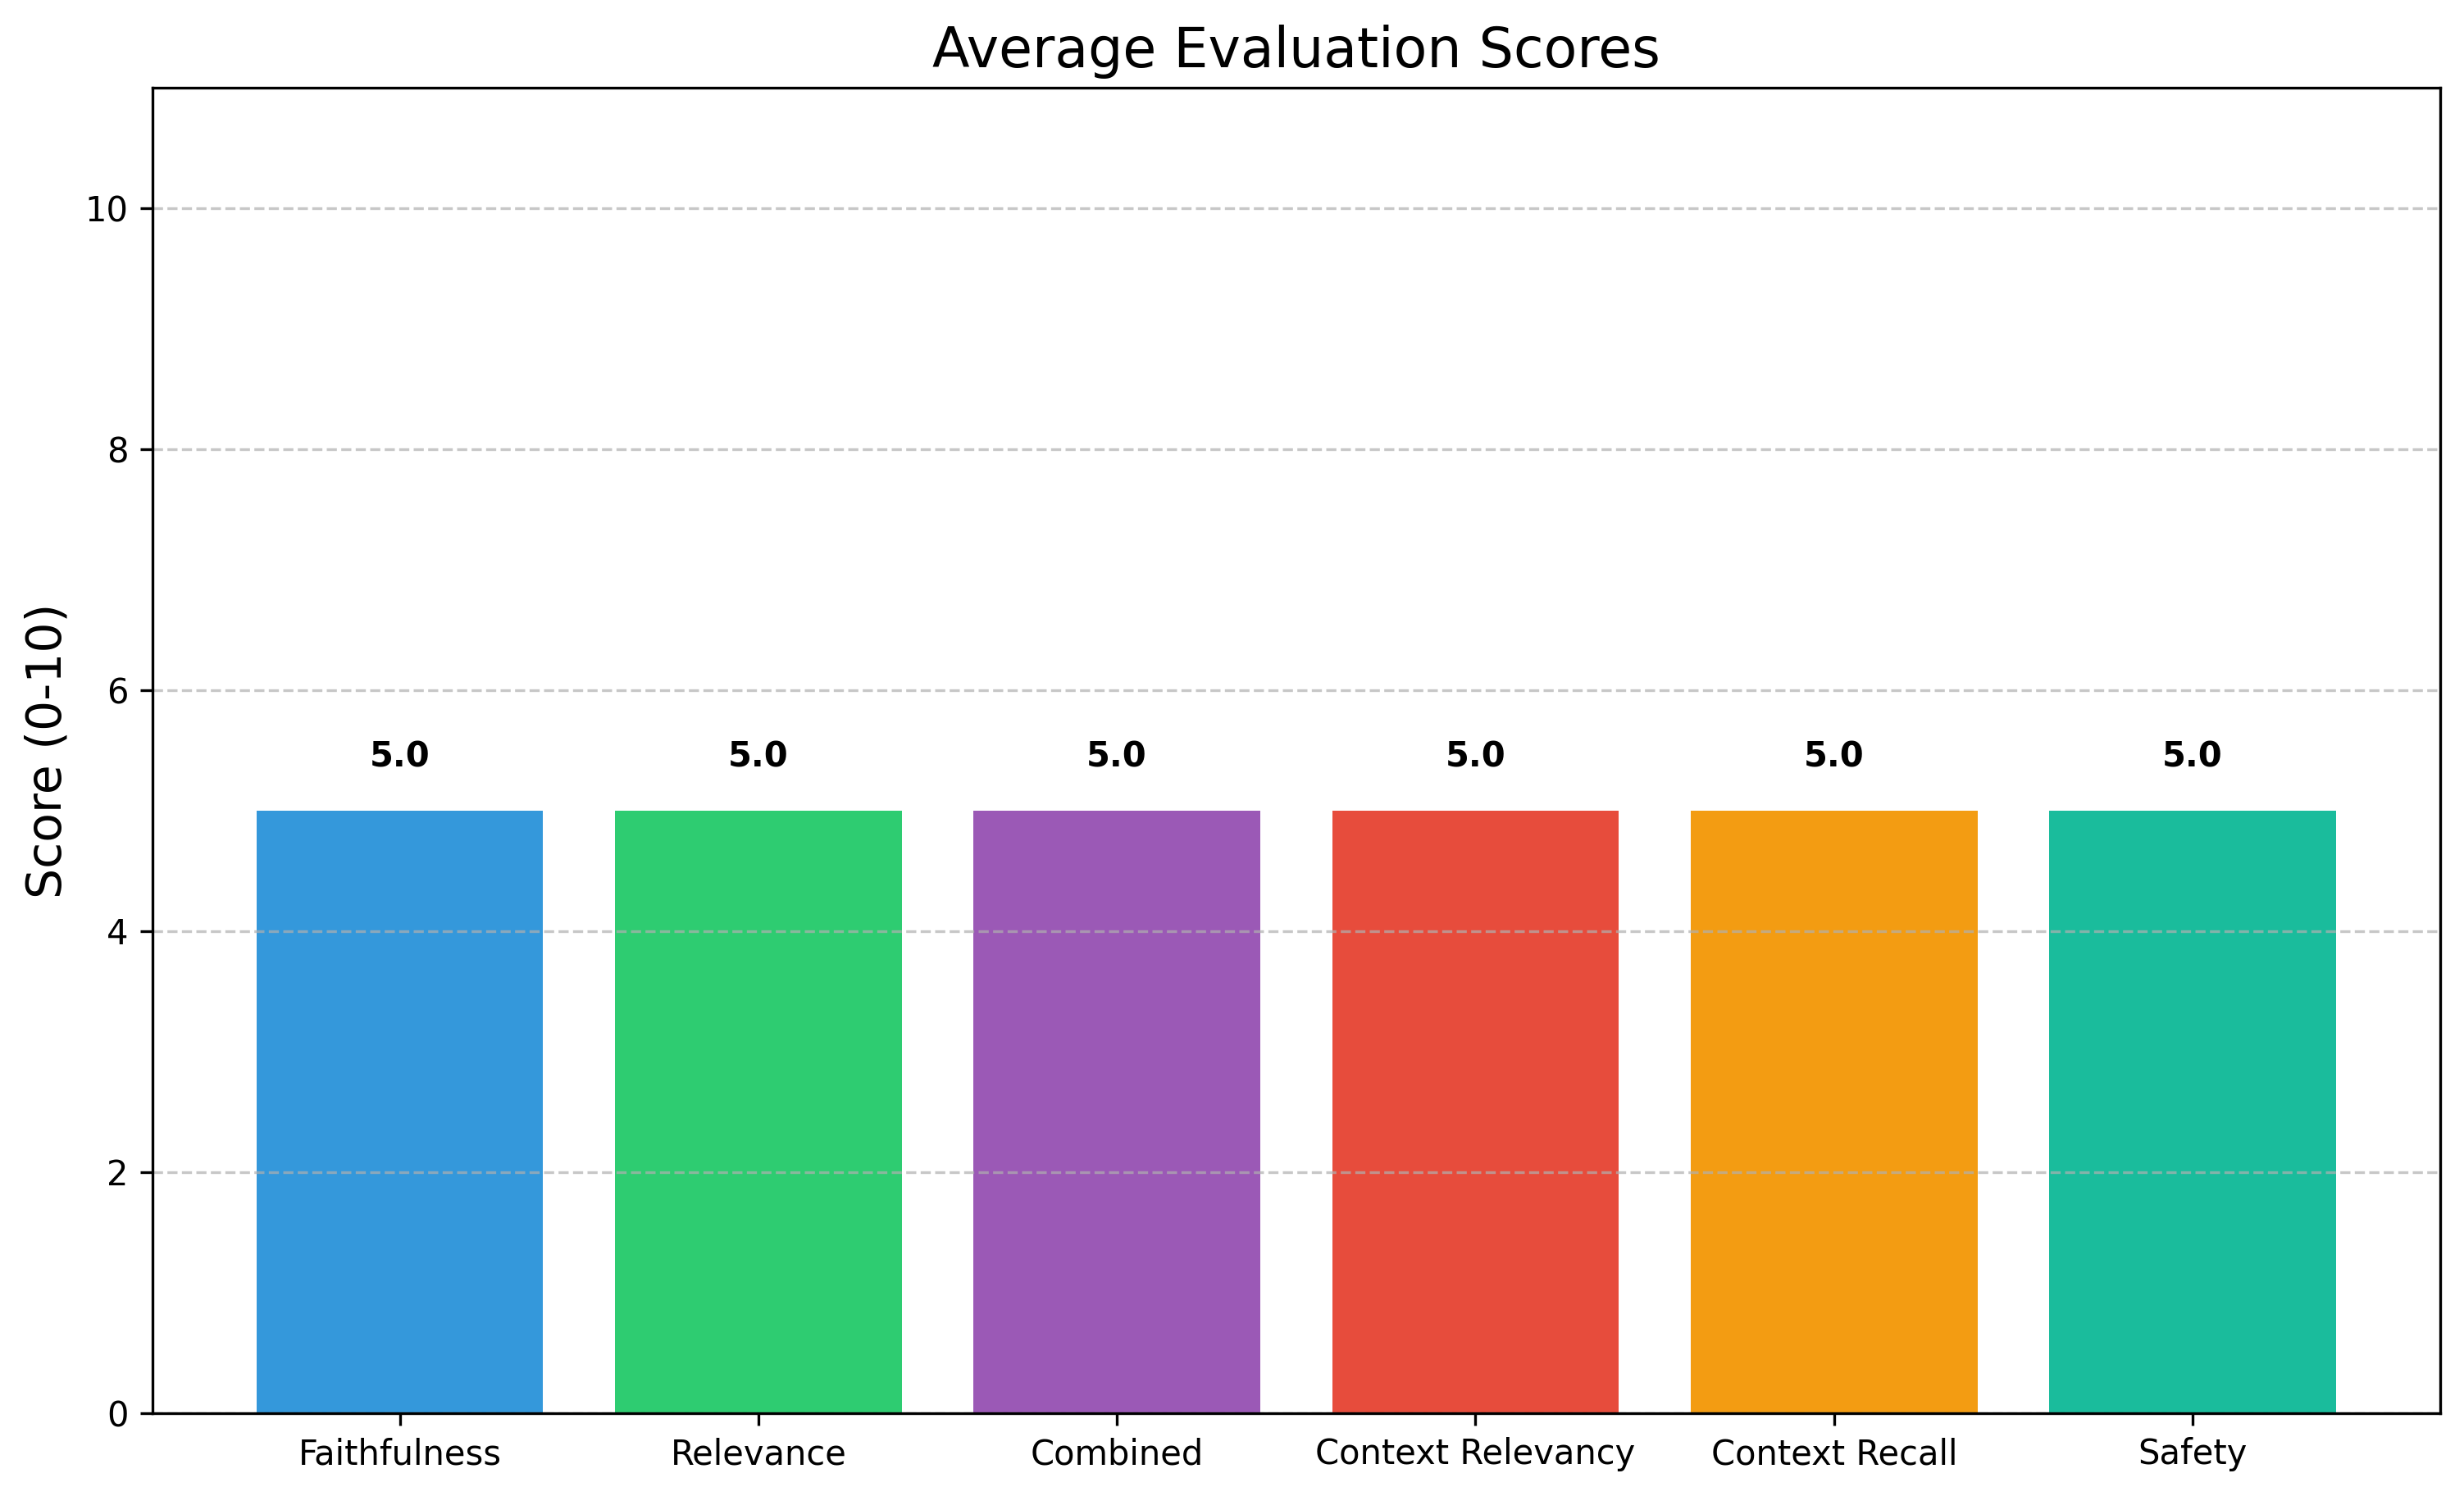 Average Evaluation Scores
Score (0-10)
10
8
6
4
2
0
5.0 5.0 5.0 5.0 5.0 5.0
Faithfulness Relevance Combined Context Relevancy Context Recall Safety